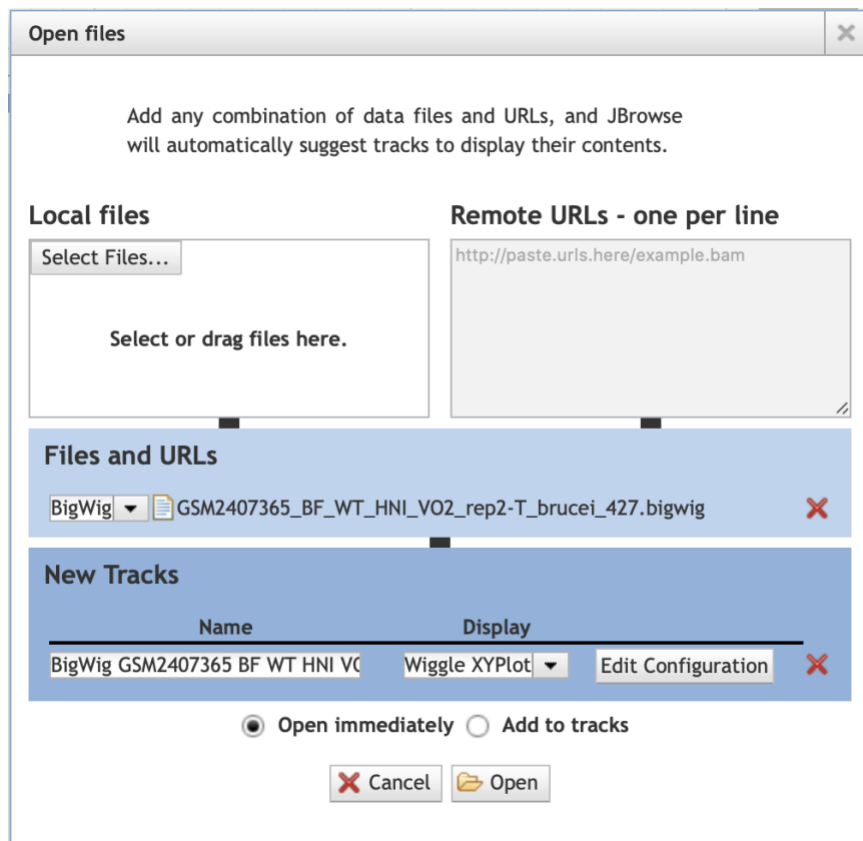 Open files
Add any combination of data files and URLs, and JBrowse
will automatically suggest tracks to display their contents.
Local files
Remote URLs - one per line
Select Files...
http://paste.urls.here/example.bam
Select or drag files here.
Files and URLs
BigWig GSM2407365_BF_WT_HNI_VO2_rep2-T_brucei_427.bigwig
New Tracks
Name Display
BigWig GSM2407365 BF WT HNI Wiggle XYPlot Edit Configuration
Open immediately Add to tracks
Cancel Open